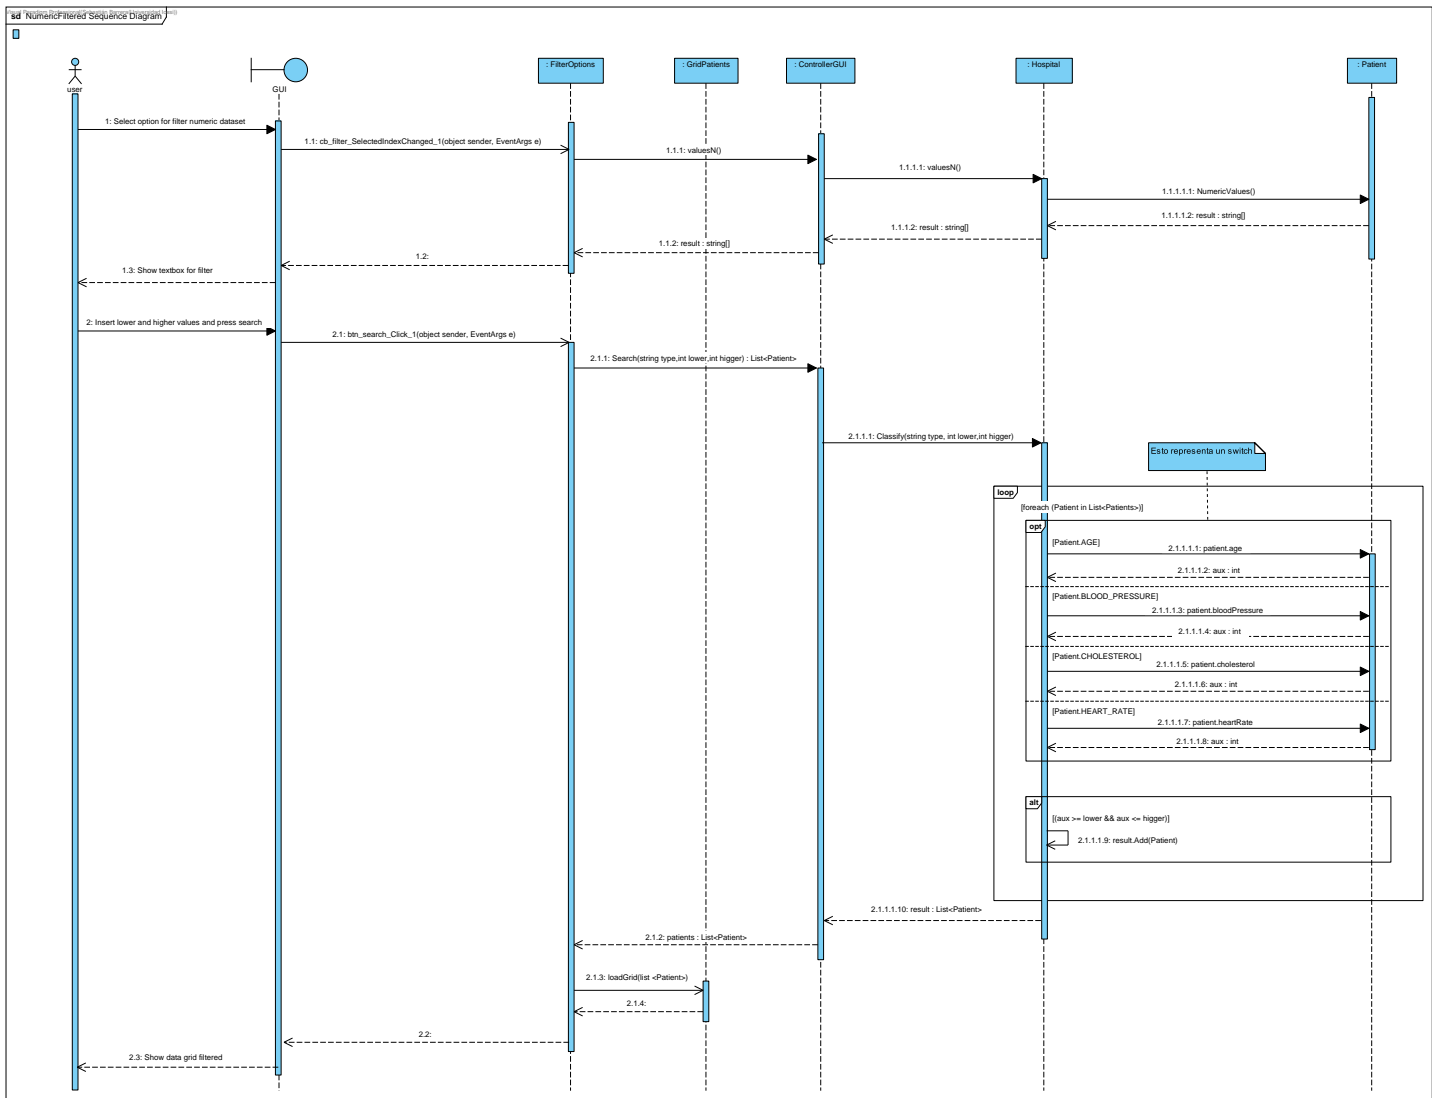 sd NumericFiltered Sequence Diagram
user
GUI
: FilterOptions
: GridPatients
: ControllerGUI
: Hospital
: Patient
1: Select option for filter numeric dataset
1.1: cb_filter_SelectedIndexChanged_1(object sender, EventArgs e)
1.1.1: valuesN()
1.1.1.1: valuesN()
1.1.1.1.1: NumericValues()
1.1.1.1.2: result : string[]
1.1.1.2: result : string[]
1.1.2: result : string[]
1.2:
1.3: Show textbox for filter
2: Insert lower and higher values and press search
2.1: btn_search_Click_1(object sender, EventArgs e)
2.1.1: Search(string type,int lower,int higger) : List<Patient>
2.1.1.1: Classify(string type, int lower,int higger)
Esto representa un switch
loop
[foreach (Patient in List<Patients>)]
opt
[Patient.AGE]
2.1.1.1.1: patient.age
2.1.1.1.2: aux : int
[Patient.BLOOD_PRESSURE]
2.1.1.1.3: patient.bloodPressure
2.1.1.1.4: aux : int
[Patient.CHOLESTEROL]
2.1.1.1.5: patient.cholesterol
2.1.1.1.6: aux : int
[Patient.HEART_RATE]
2.1.1.1.7: patient.heartRate
2.1.1.1.8: aux : int
alt
[(aux >= lower && aux <= higger)]
2.1.1.1.9: result.Add(Patient)
2.1.1.1.10: result : List<Patient>
2.1.2: patients : List<Patient>
2.1.3: loadGrid(list <Patient>)
2.1.4:
2.2:
2.3: Show data grid filtered